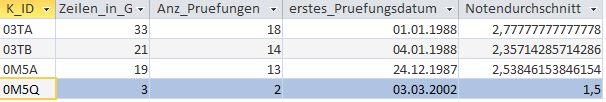 K_ID Zeilen_in_G Anz_Pruefungen erstes_Pruefungsdatum Notendurchschnitt
03TA 33 18 01.01.1988 2,77777777777778
03TB 21 14 04.01.1988 2,35714285714286
0M5A 19 13 24.12.1987 2,53846153846154
0M5Q 3 2 03.03.2002 1,5